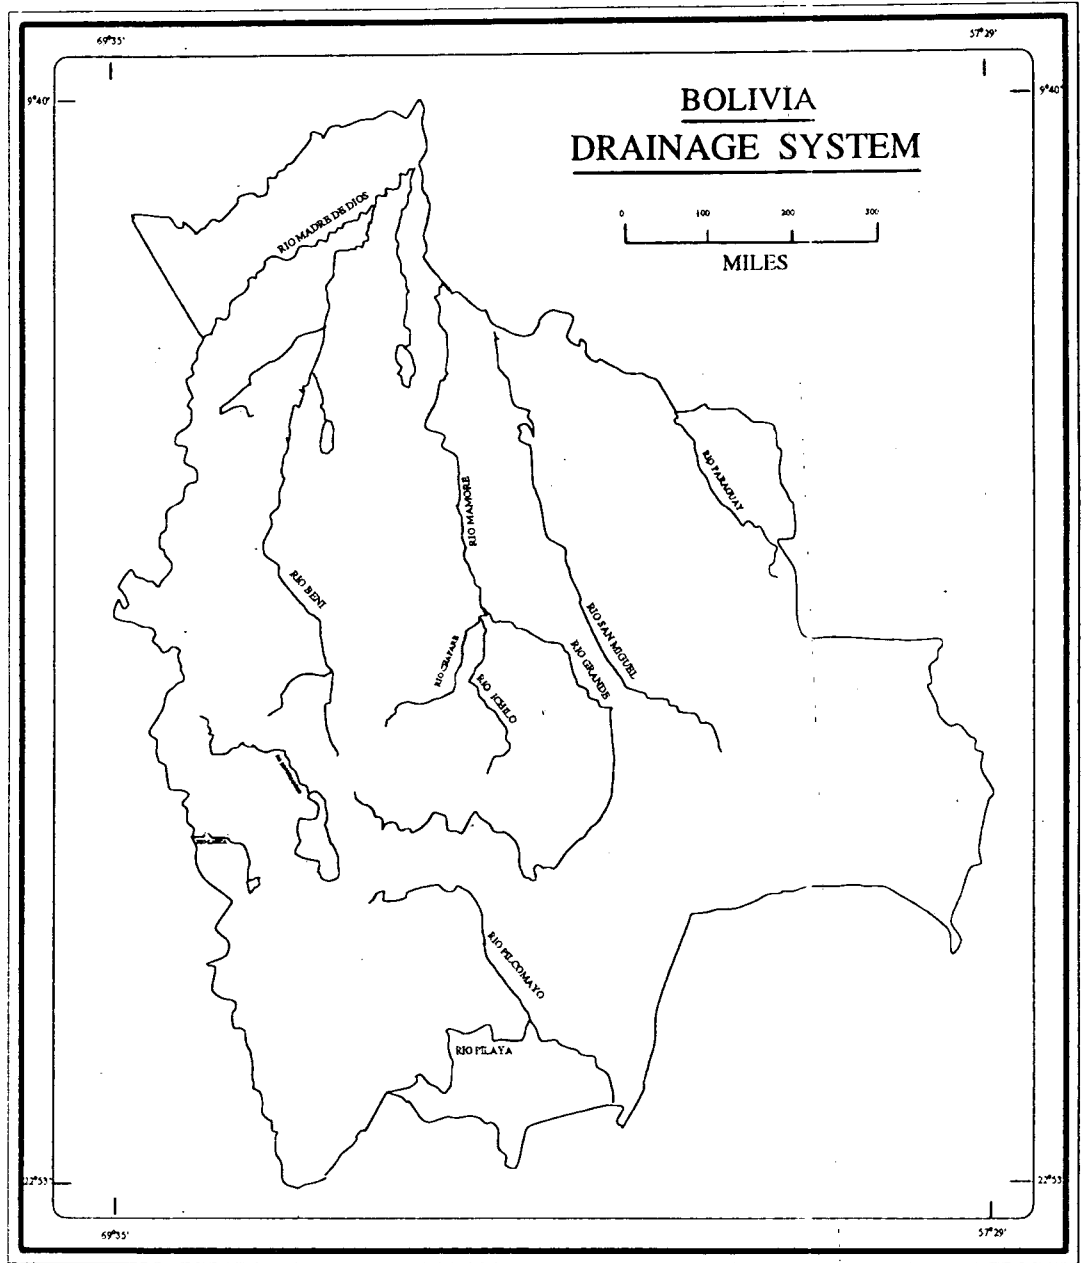 69°35'
57°29'
9°40'
9°40'
BOLIVIA
DRAINAGE SYSTEM
0 100 200 300
MILES
RIO MADRE DE DIOS
RIO PARAGUAY
RIO MAMORE
RIO BENI
RIO SAN MIGUEL
RIO CHAPARE
RIO GRANDE
RIO ICHILO
RIO PILCOMAYO
RIO PILAYA
22°53'
22°53'
69°35'
57°29'